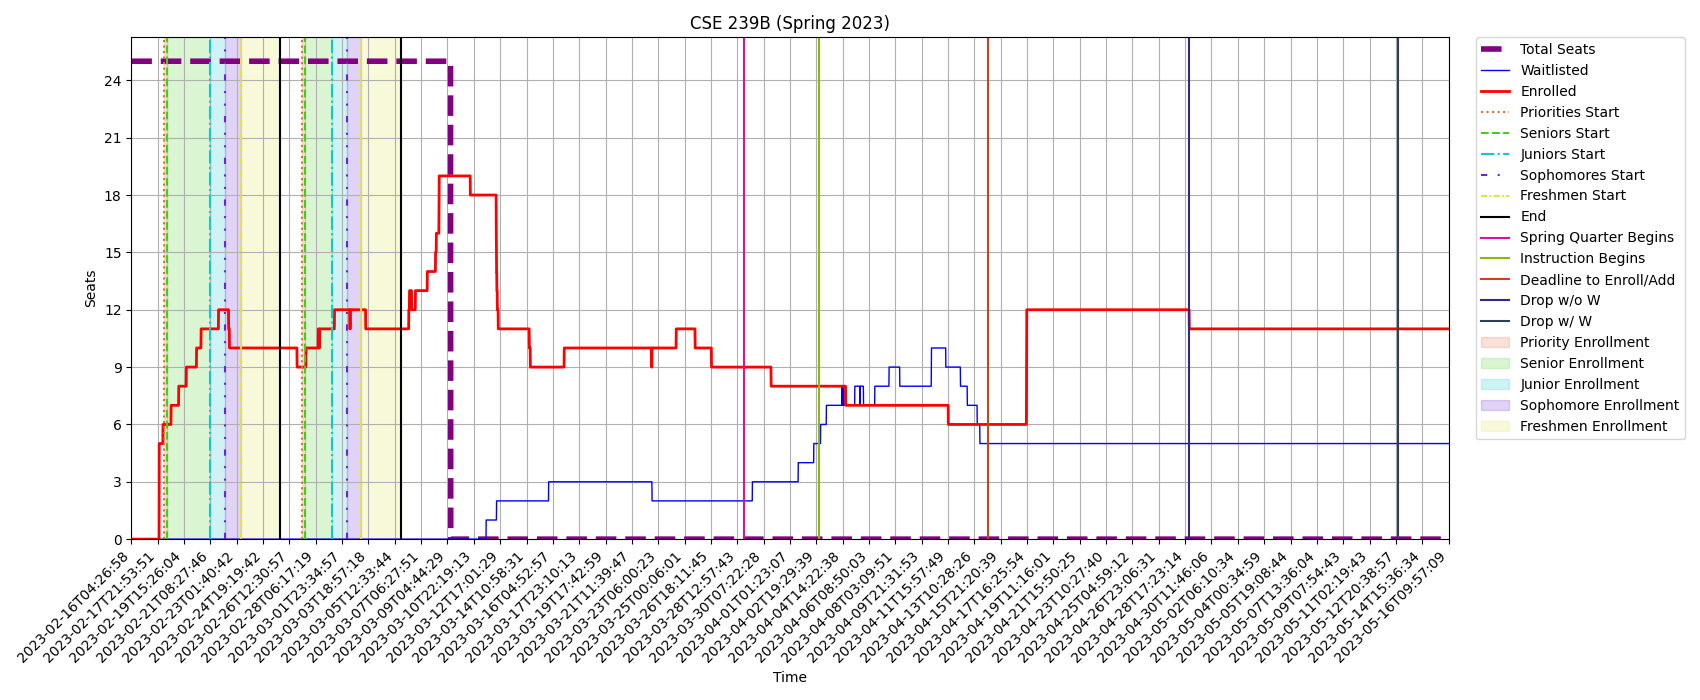 CSE 239B (Spring 2023)
Seats
24
21
18
15
12
9
6
3
0
2023-02-16T04:26:58
2023-02-17T21:53:51
2023-02-19T15:26:04
2023-02-21T08:27:46
2023-02-23T01:40:42
2023-02-24T19:19:42
2023-02-26T12:30:57
2023-02-28T06:17:19
2023-03-01T23:34:57
2023-03-03T18:57:18
2023-03-05T12:33:44
2023-03-07T06:27:51
2023-03-09T04:44:29
2023-03-10T22:19:13
2023-03-12T17:01:29
2023-03-14T10:58:31
2023-03-16T04:52:57
2023-03-17T23:10:13
2023-03-19T17:42:59
2023-03-21T11:39:47
2023-03-23T06:00:23
2023-03-25T00:06:01
2023-03-26T18:11:45
2023-03-28T12:57:43
2023-03-30T07:22:28
2023-04-01T01:23:07
2023-04-02T19:29:39
2023-04-04T14:22:38
2023-04-06T08:50:03
2023-04-08T03:09:51
2023-04-09T21:31:53
2023-04-11T15:57:49
2023-04-13T10:28:26
2023-04-15T21:20:39
2023-04-17T16:25:54
2023-04-19T11:16:01
2023-04-21T15:50:25
2023-04-23T10:27:40
2023-04-25T04:59:12
2023-04-26T23:06:31
2023-04-28T17:23:14
2023-04-30T11:46:06
2023-05-02T06:10:34
2023-05-04T00:34:59
2023-05-05T19:08:44
2023-05-07T13:36:04
2023-05-09T07:54:43
2023-05-11T02:19:43
2023-05-12T20:38:57
2023-05-14T15:36:34
2023-05-16T09:57:09
Time
Total Seats
Waitlisted
Enrolled
Priorities Start
Seniors Start
Juniors Start
Sophomores Start
Freshmen Start
End
Spring Quarter Begins
Instruction Begins
Deadline to Enroll/Add
Drop w/o W
Drop w/ W
Priority Enrollment
Senior Enrollment
Junior Enrollment
Sophomore Enrollment
Freshmen Enrollment